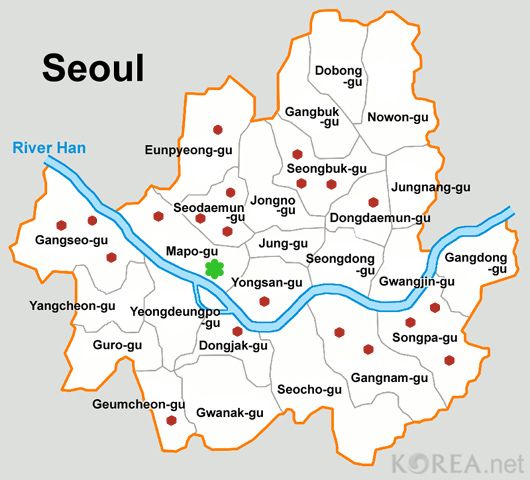 Seoul
Dobong
-gu
Gangbuk
-gu
Nowon-gu
River Han
Eunpyeong-gu
Seongbuk-gu
Jungnang-gu
Seodaemun
-gu
Jongno
-gu
Dongdaemun-gu
Gangseo-gu
Mapo-gu
Jung-gu
Seongdong
-gu
Gangdong
-gu
Yongsan-gu
Gwangjin-gu
Yangcheon-gu
Yeongdeungpo
-gu
Guro-gu
Dongjak-gu
Songpa-gu
Gangnam-gu
Seocho-gu
Geumcheon-gu
Gwanak-gu
KOREA.net